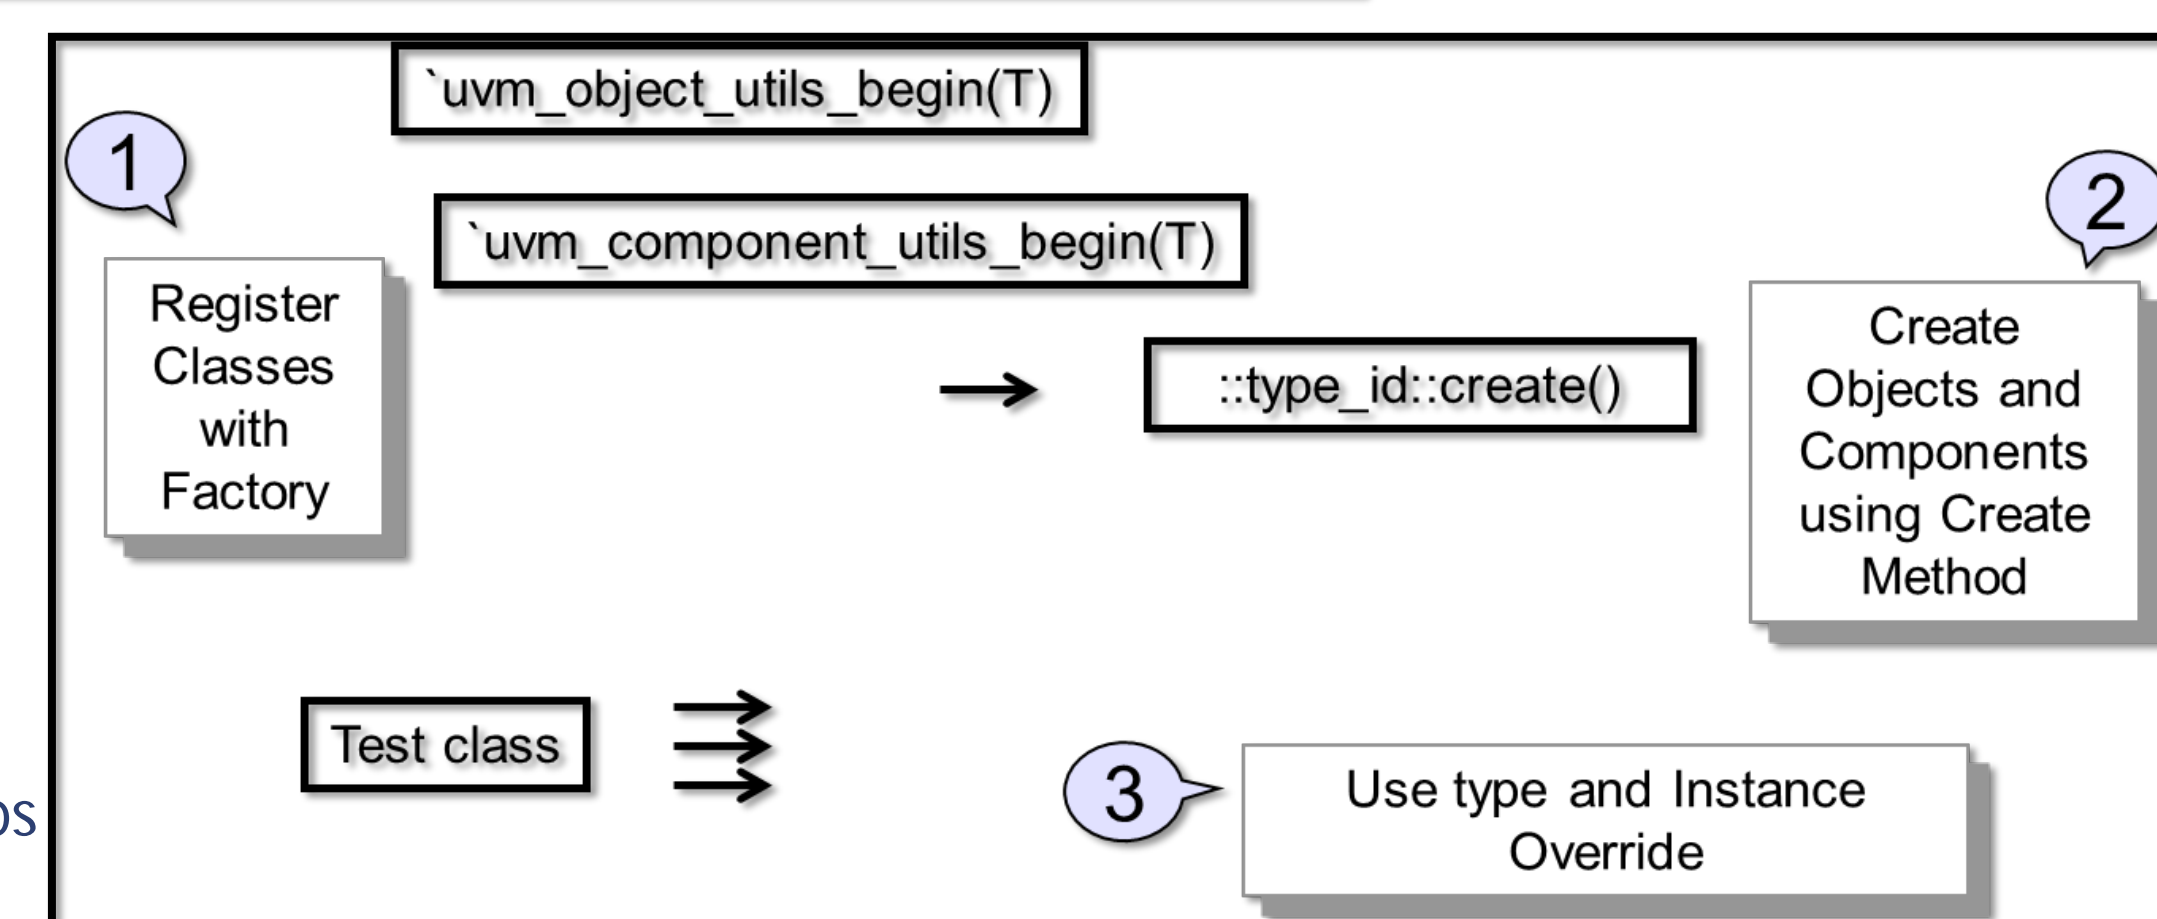 `uvm_object_utils_begin(T)
1
`uvm_component_utils_begin(T)
2
Register
Classes
with
Factory
::type_id::create()
Create
Objects and
Components
using Create
Method
Test class
3
Use type and Instance
Override
os